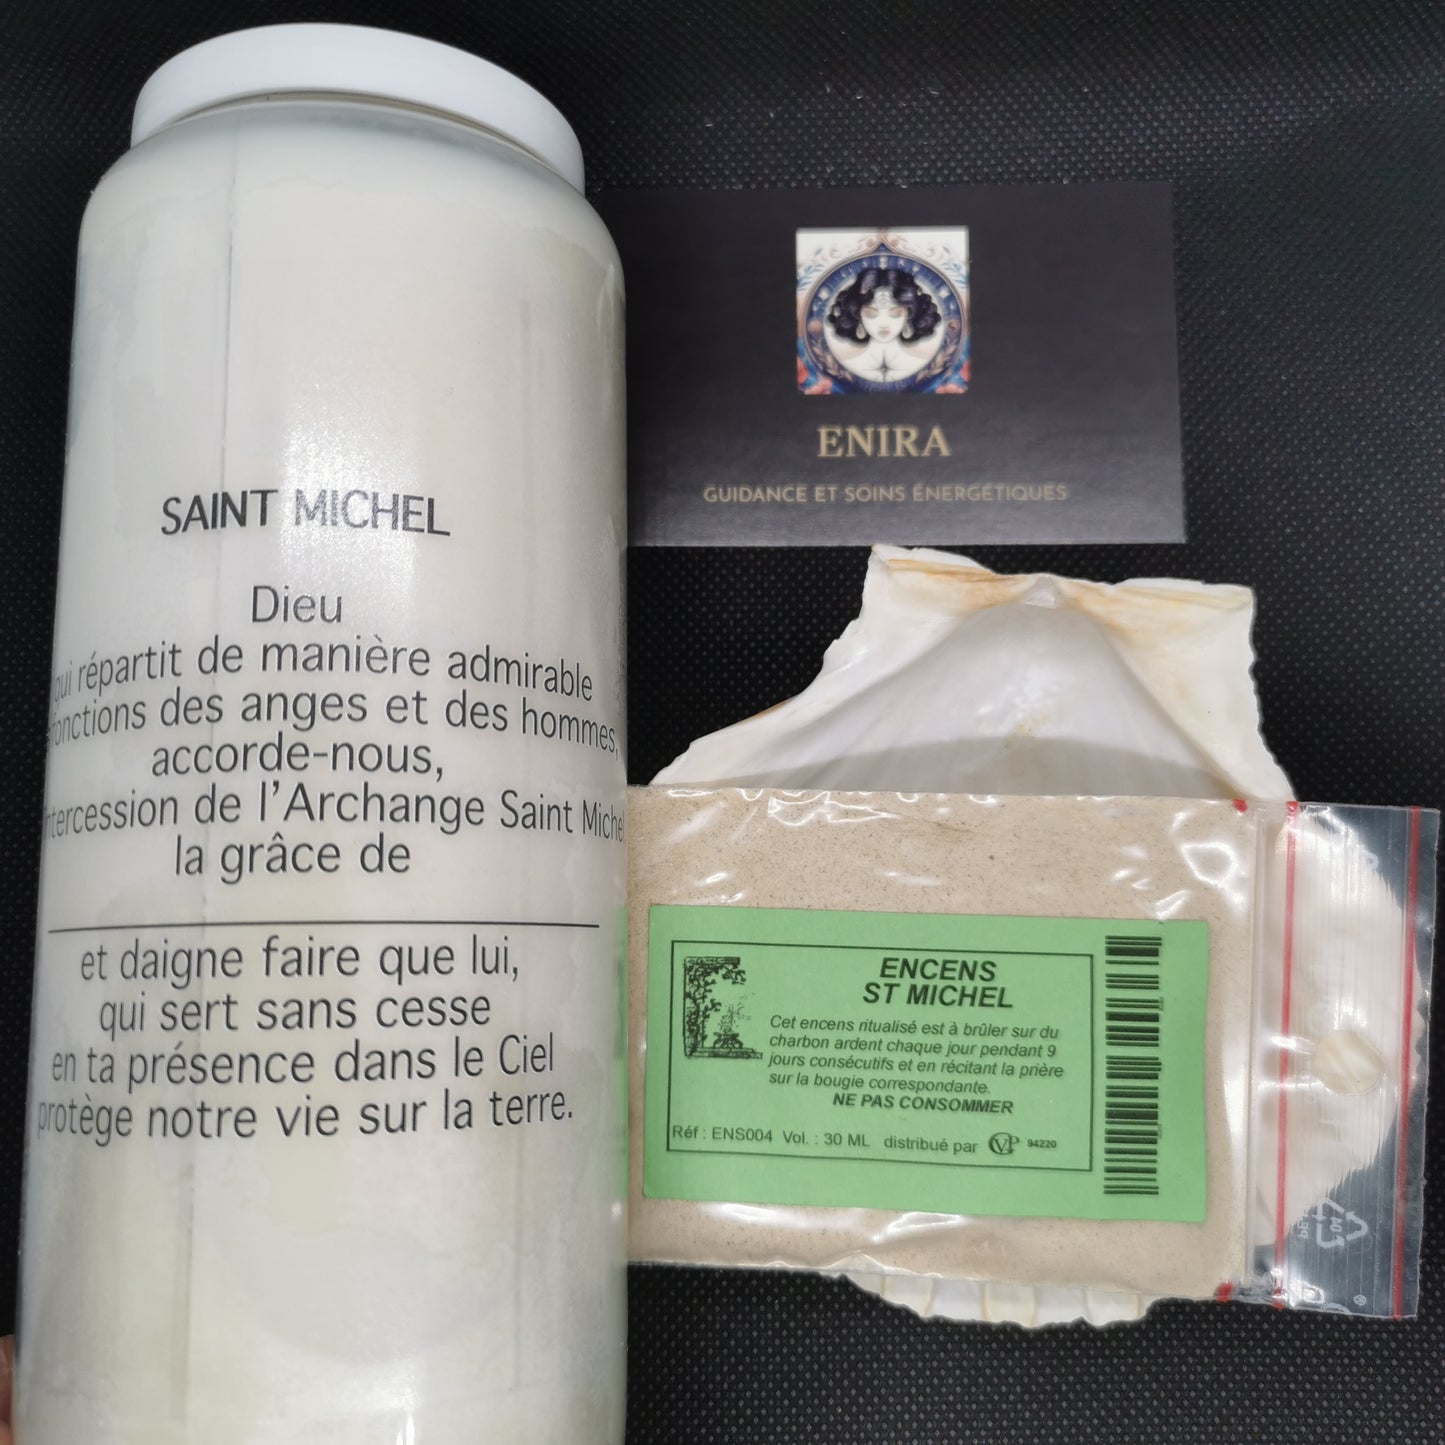 SAINT MICHEL
Dieu
qui répartit de manière admirable
fonctions des anges et des hommes,
accorde-nous,
intercession de l'Archange Saint Michel
la grâce de
et daigne faire que lui,
qui sert sans cesse
en ta présence dans le Ciel
protège notre vie sur la terre.
ENIRA
GUIDANCE ET SOINS ÉNERGÉTIQUES
ENCENS
ST MICHEL
Cet encens ritualisé est à brûler sur du
charbon ardent chaque jour pendant 9
jours consécutifs et en récitant la prière
sur la bougie correspondante.
NE PAS CONSOMMER
Réf : ENS004 Vol. : 30 ML distribué par CVP 94220